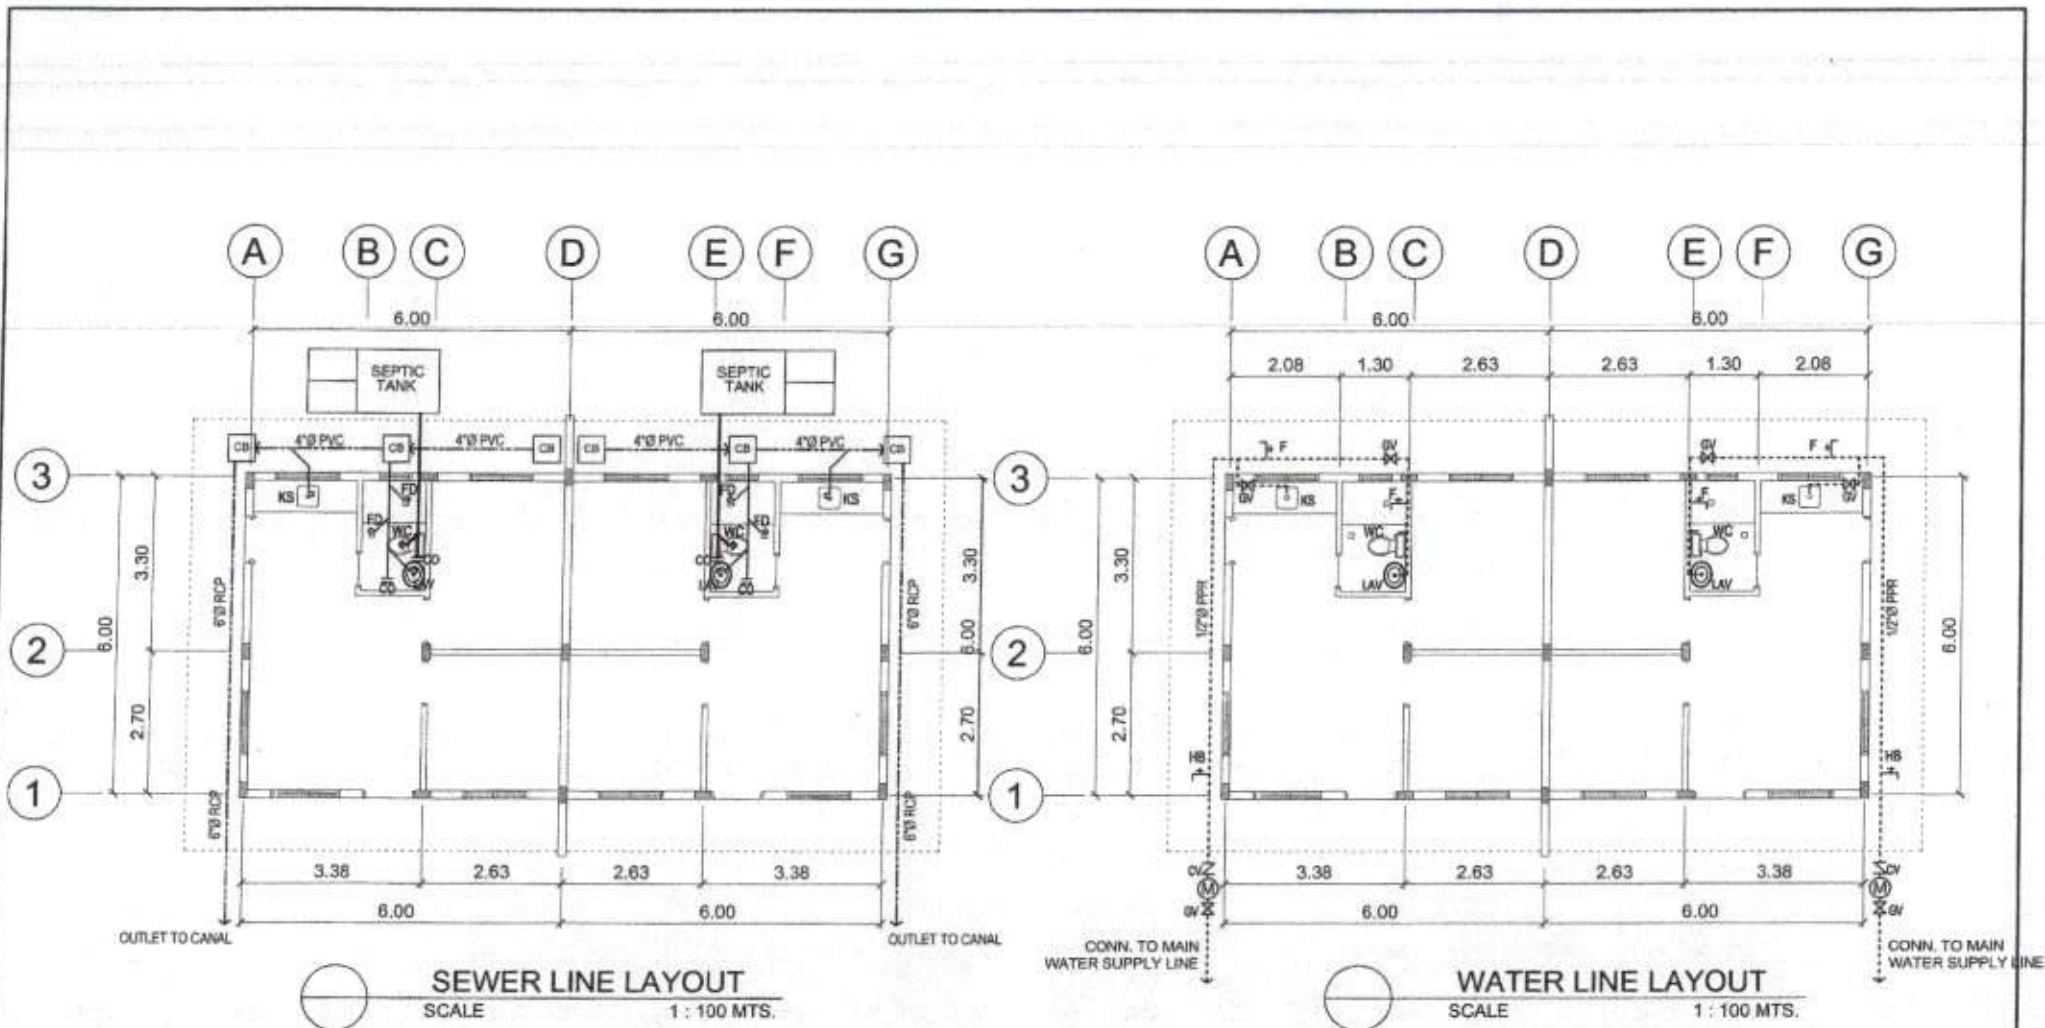 A B C D E F G
6.00 6.00
SEPTIC
TANK
SEPTIC
TANK
CB 4"Ø PVC CB 4"Ø PVC CB CB 4"Ø PVC CB 4"Ø PVC CB
3
KS FD FD KS
FD WC WC FD
CO CO
LAV LAV
CO CO
3.30 3.30
6"Ø RCP 6"Ø RCP
6.00 6.00
2
2.70 2.70
1
6"Ø RCP 6"Ø RCP
3.38 2.63 2.63 3.38
6.00 6.00
OUTLET TO CANAL OUTLET TO CANAL
SEWER LINE LAYOUT
SCALE 1 : 100 MTS.
A B C D E F G
6.00 6.00
2.08 1.30 2.63 2.63 1.30 2.08
F GV GV F
3
GV KS F F KS GV
WC WC
LAV LAV
3.30
1/2"Ø PPR 1/2"Ø PPR
6.00 6.00
2
2.70
HB HB
1
3.38 2.63 2.63 3.38
CV CV
M M
GV GV
6.00 6.00
CONN. TO MAIN
WATER SUPPLY LINE
CONN. TO MAIN
WATER SUPPLY LINE
WATER LINE LAYOUT
SCALE 1 : 100 MTS.